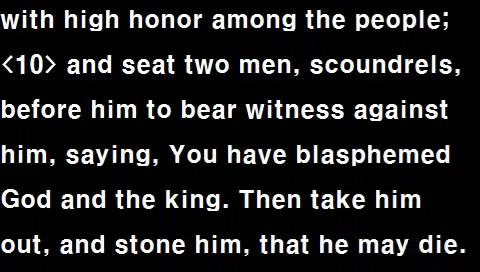 with high honor among the people;
<10> and seat two men, scoundrels,
before him to bear witness against
him, saying, You have blasphemed
God and the king. Then take him
out, and stone him, that he may die.